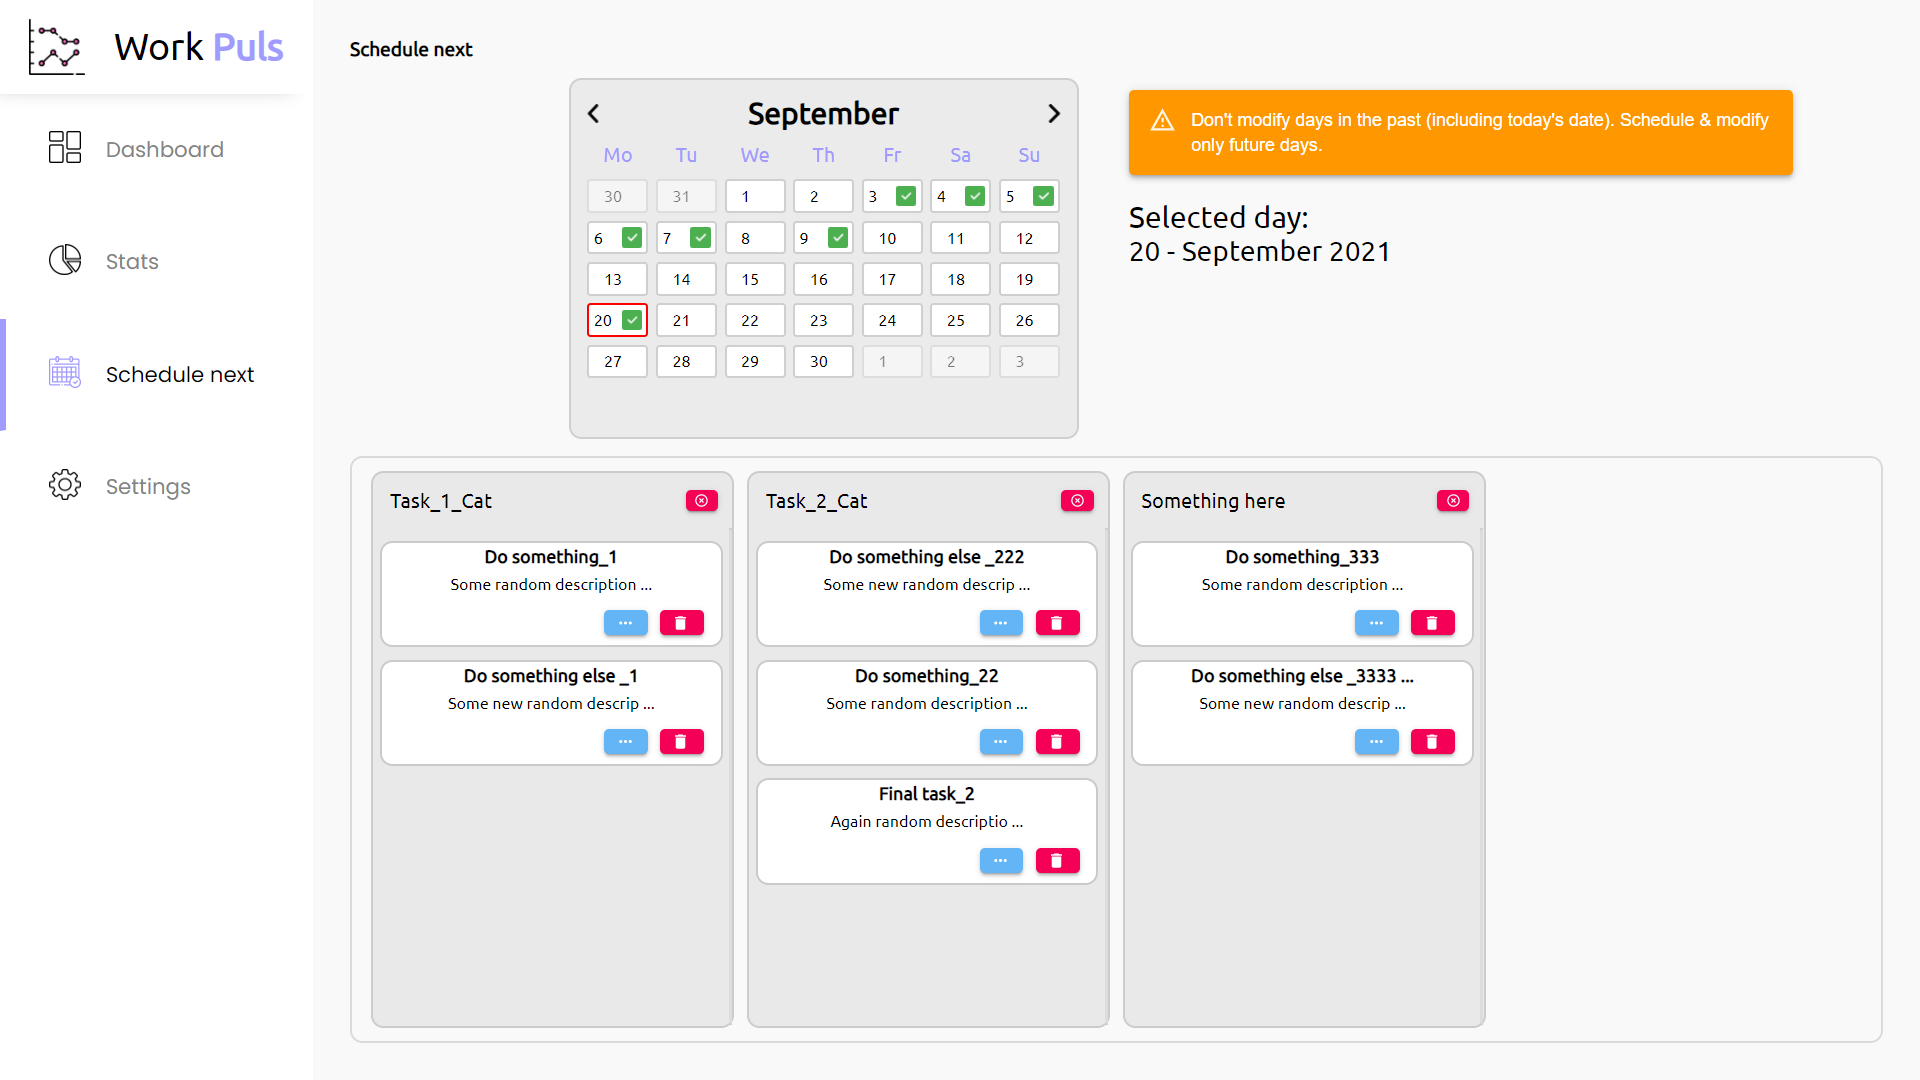 Work Puls
Dashboard
Stats
Schedule next
Settings
Schedule next
September
Mo Tu We Th Fr Sa Su
30 31 1 2 3 4 5
6 7 8 9 10 11 12
13 14 15 16 17 18 19
20 21 22 23 24 25 26
27 28 29 30 1 2 3
Don't modify days in the past (including today's date). Schedule & modify
only future days.
Selected day:
20 - September 2021
Task_1_Cat
Do something_1
Some random description ...
Do something else _1
Some new random descrip ...
Task_2_Cat
Do something else _222
Some new random descrip ...
Do something_22
Some random description ...
Final task_2
Again random descriptio ...
Something here
Do something_333
Some random description ...
Do something else _3333 ...
Some new random descrip ...